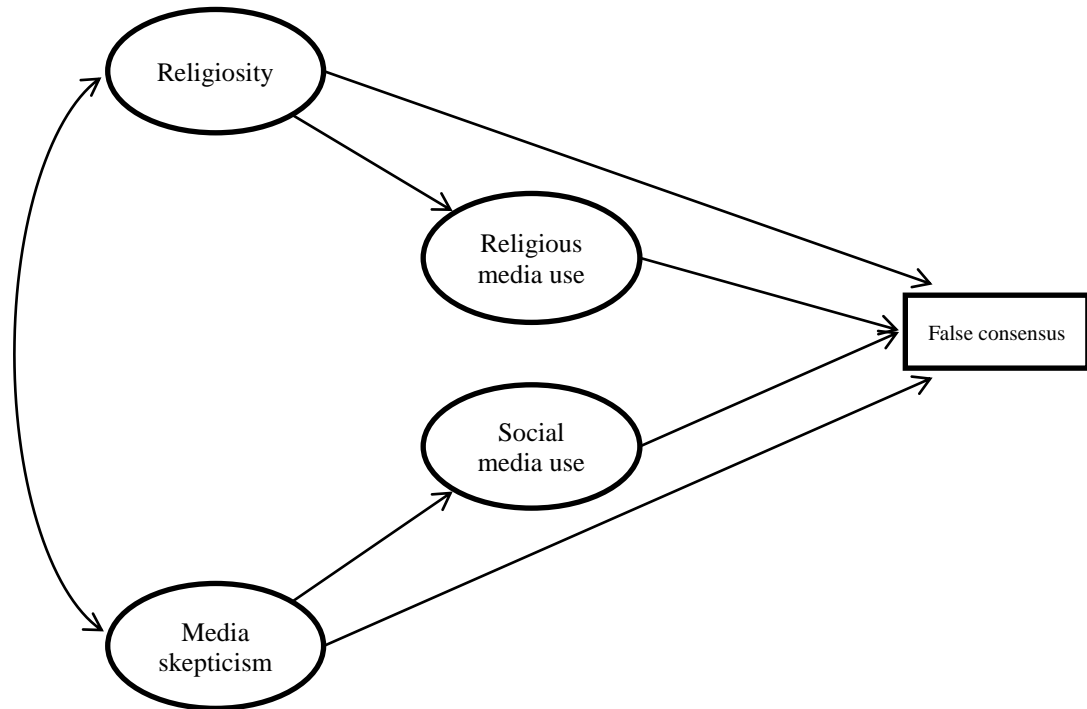 Religiosity
Religious
media use
False consensus
Social
media use
Media
skepticism